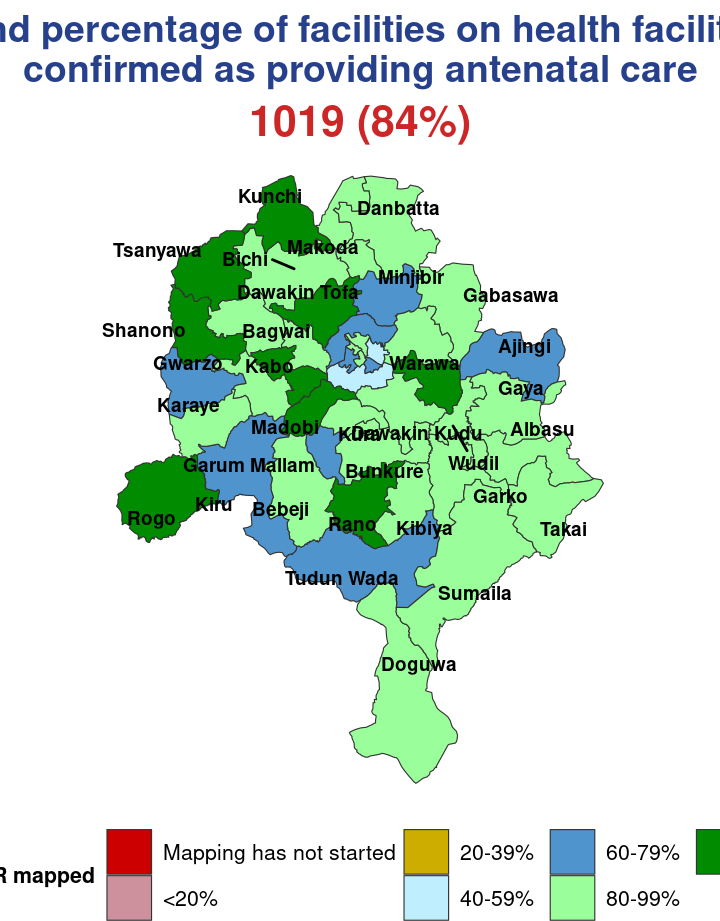 nd percentage of facilities on health facilit
confirmed as providing antenatal care
1019 (84%)
Kunchi
Danbatta
Tsanyawa
Bichi
Makoda
Minjibir
Dawakin Tofa
Gabasawa
Shanono
Bagwai
Ajingi
Gwarzo
Kabo
Warawa
Gaya
Karaye
Madobi
Kura
Dawakin Kudu
Albasu
Garum Mallam
Bunkure
Wudil
Kiru
Bebeji
Garko
Rogo
Rano
Kibiya
Takai
Tudun Wada
Sumaila
Doguwa
R mapped
Mapping has not started
20-39%
60-79%
<20%
40-59%
80-99%